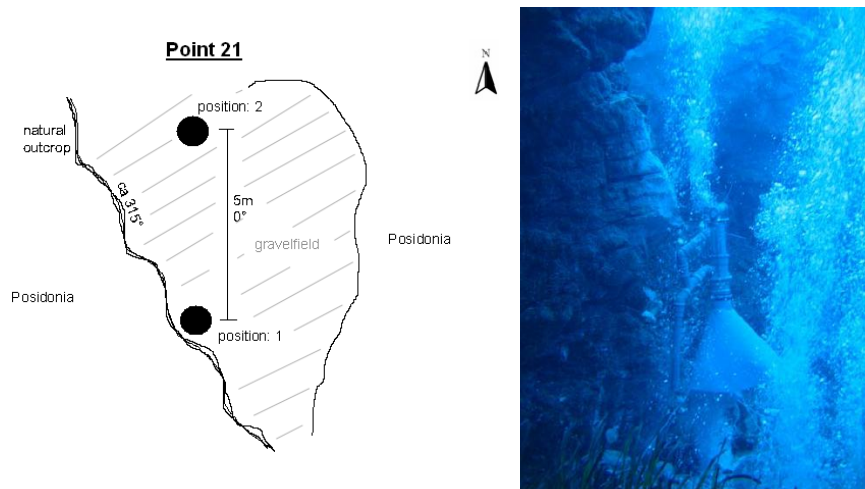 Point 21
N
position: 2
natural
outcrop
ca 315°
5m
0°
gravelfield
Posidonia
Posidonia
position: 1